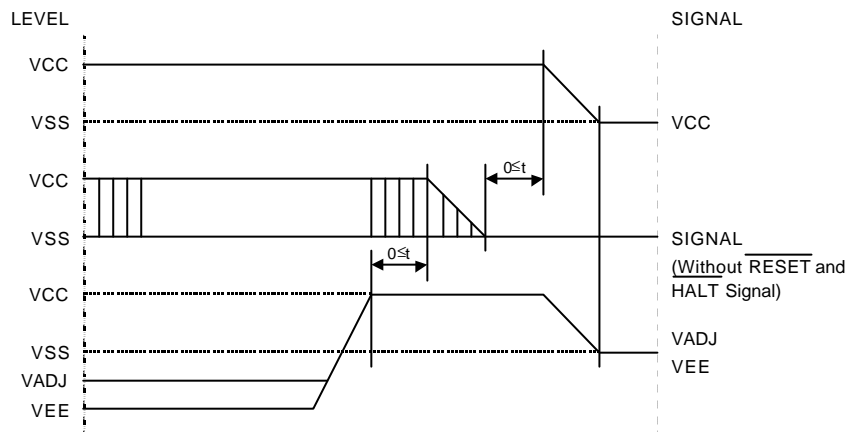 LEVEL
SIGNAL
VCC
VSS
VCC
0≤t
VCC
VSS
SIGNAL
(Without RESET and
HALT Signal)
0≤t
VCC
VSS
VADJ
VADJ
VEE
VEE